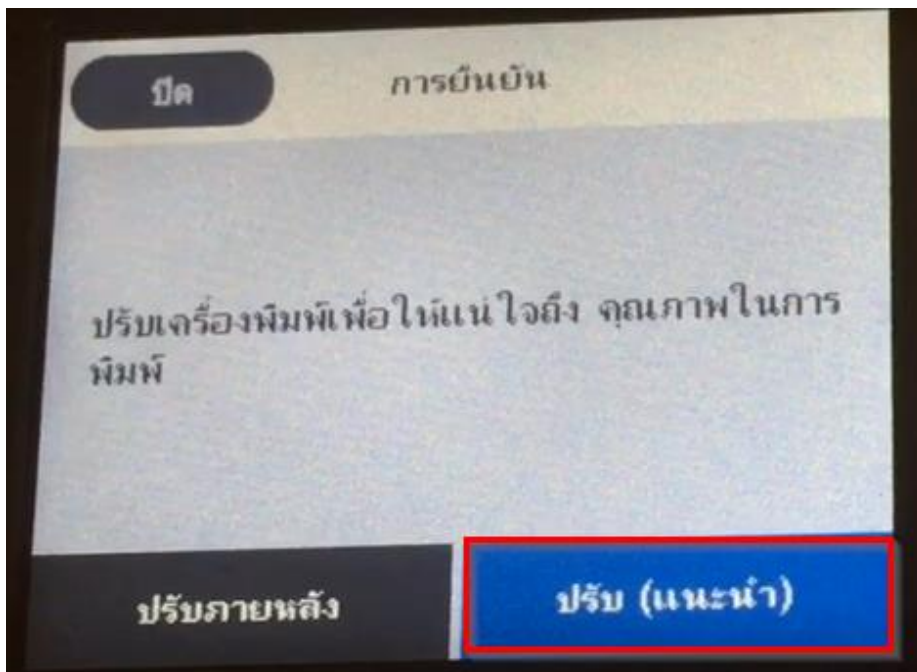 ปิด
การยืนยัน
ปรับเครื่องพิมพ์เพื่อให้แน่ใจถึง คุณภาพในการ
พิมพ์
ปรับภายหลัง
ปรับ (แนะนำ)